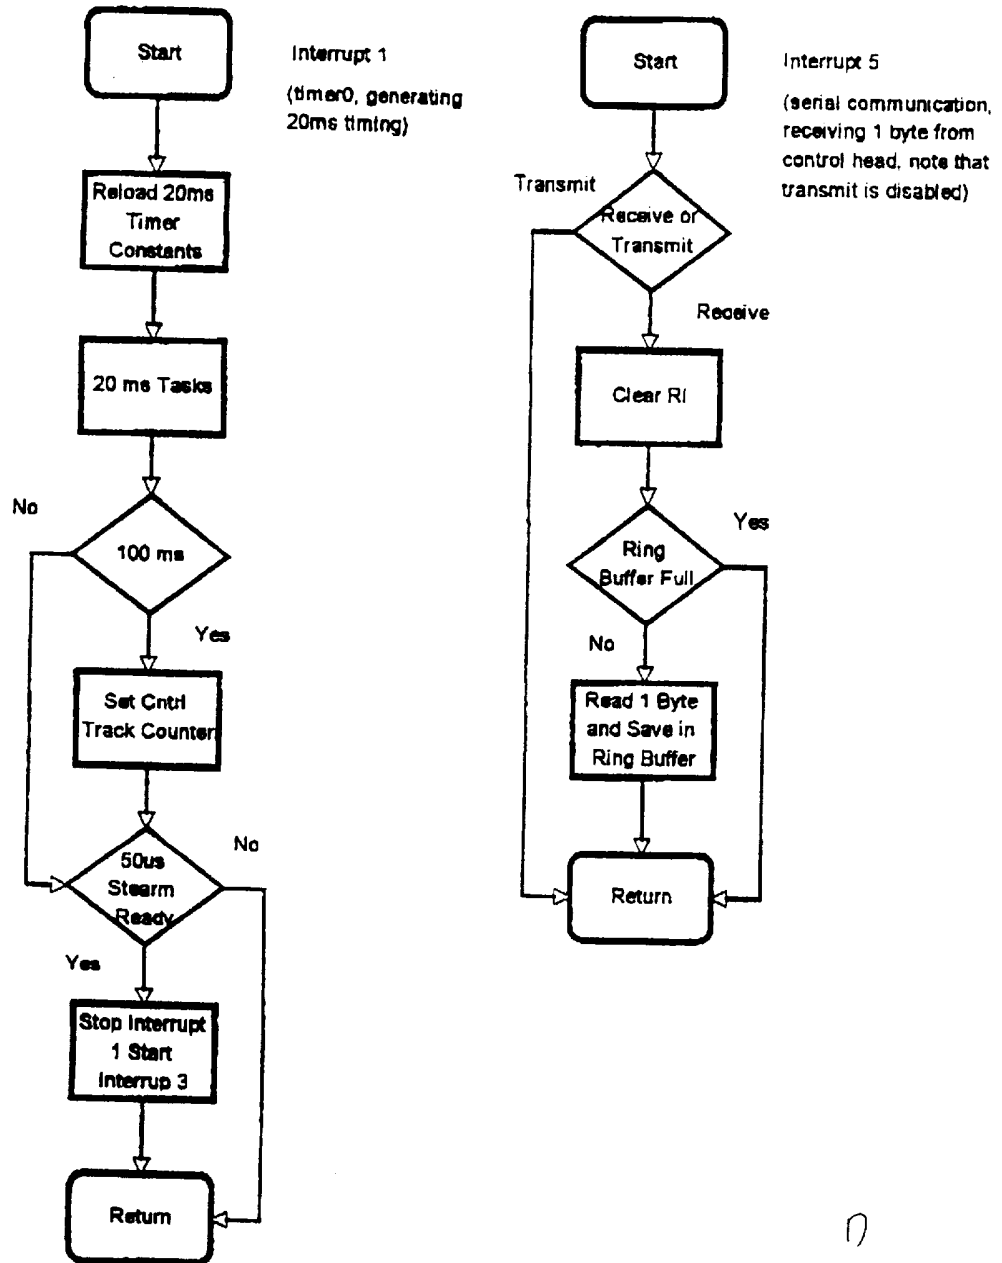 Start
Interrupt 1
(timer0, generating
20ms timing)
Reload 20ms
Timer
Constants
20 ms Tasks
No
100 ms
Yes
Set Cntrl
Track Counter
50us
Stearm
Ready
No
Yes
Stop Interrupt
1 Start
Interrup 3
Return
Start
Interrupt 5
(serial communication,
receiving 1 byte from
control head, note that
transmit is disabled)
Transmit
Receive or
Transmit
Receive
Clear RI
Ring
Buffer Full
Yes
No
Read 1 Byte
and Save in
Ring Buffer
Return